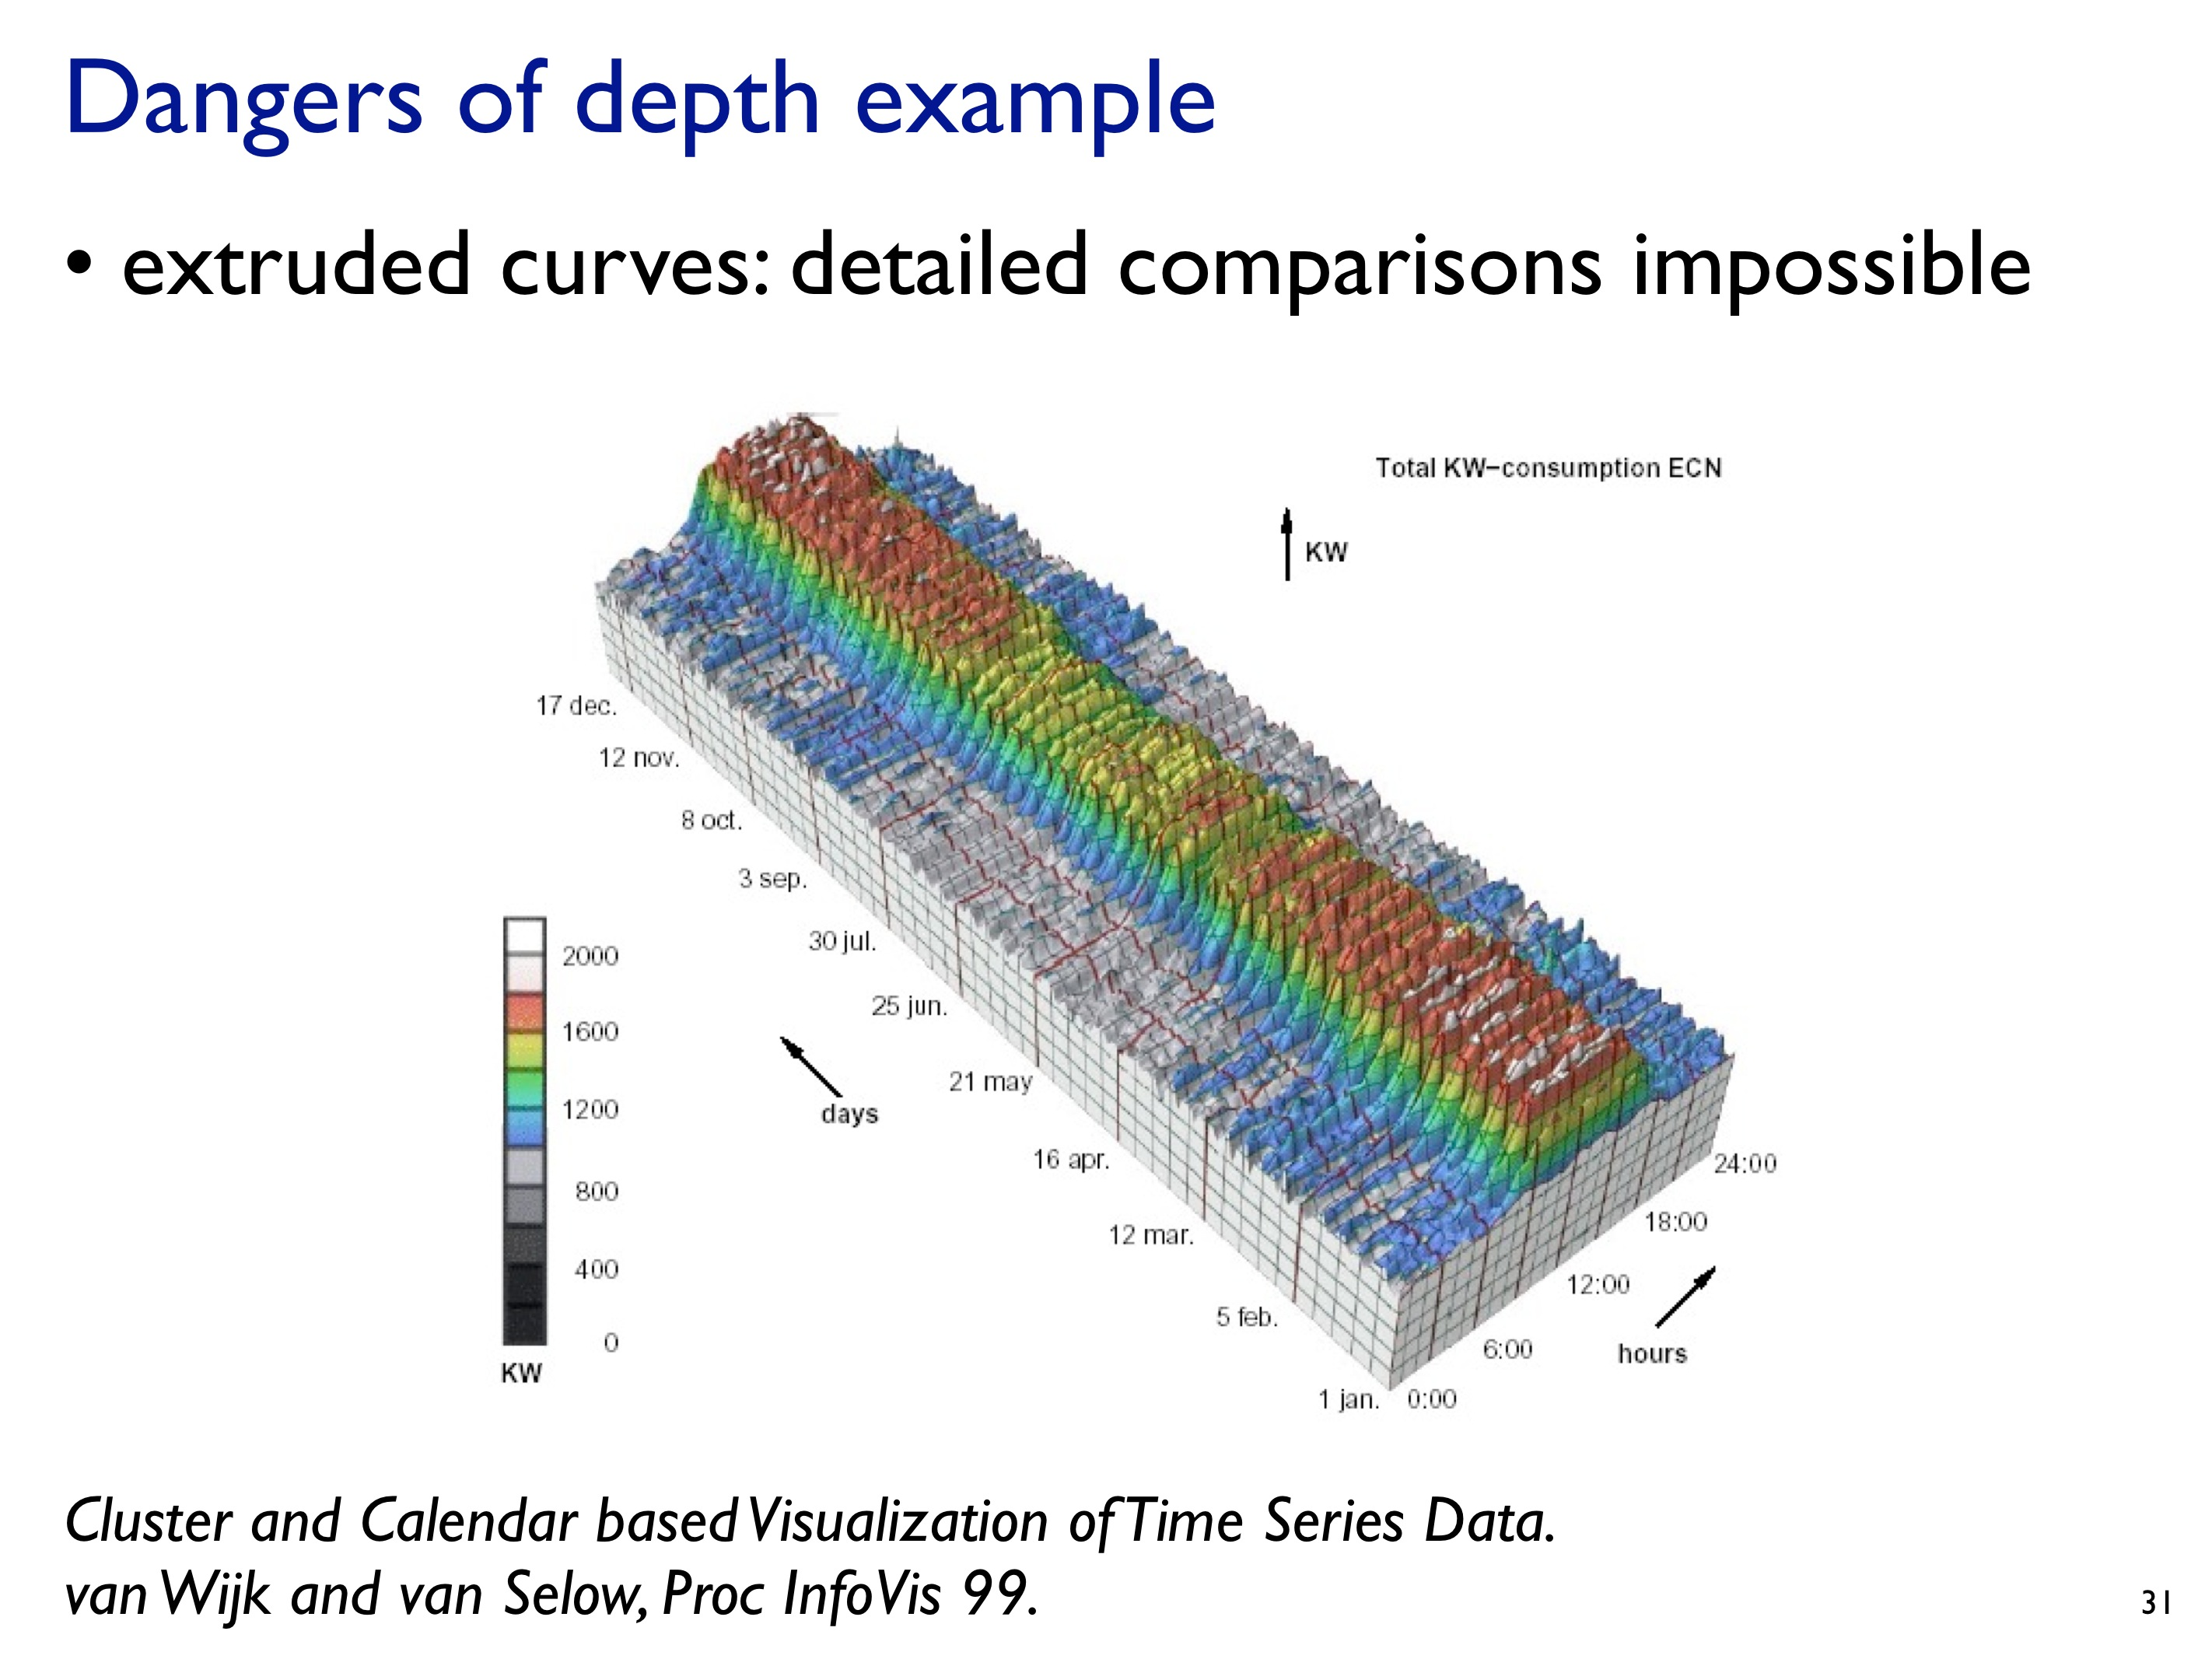 Dangers of depth example
• extruded curves: detailed comparisons impossible
Total KW-consumption ECN
KW
17 dec.
12 nov.
8 oct.
3 sep.
30 jul.
25 jun.
21 may
16 apr.
12 mar.
5 feb.
1 jan.
days
0:00
6:00
12:00
18:00
24:00
hours
2000
1600
1200
800
400
0
KW
Cluster and Calendar based Visualization of Time Series Data.
van Wijk and van Selow, Proc InfoVis 99.
31